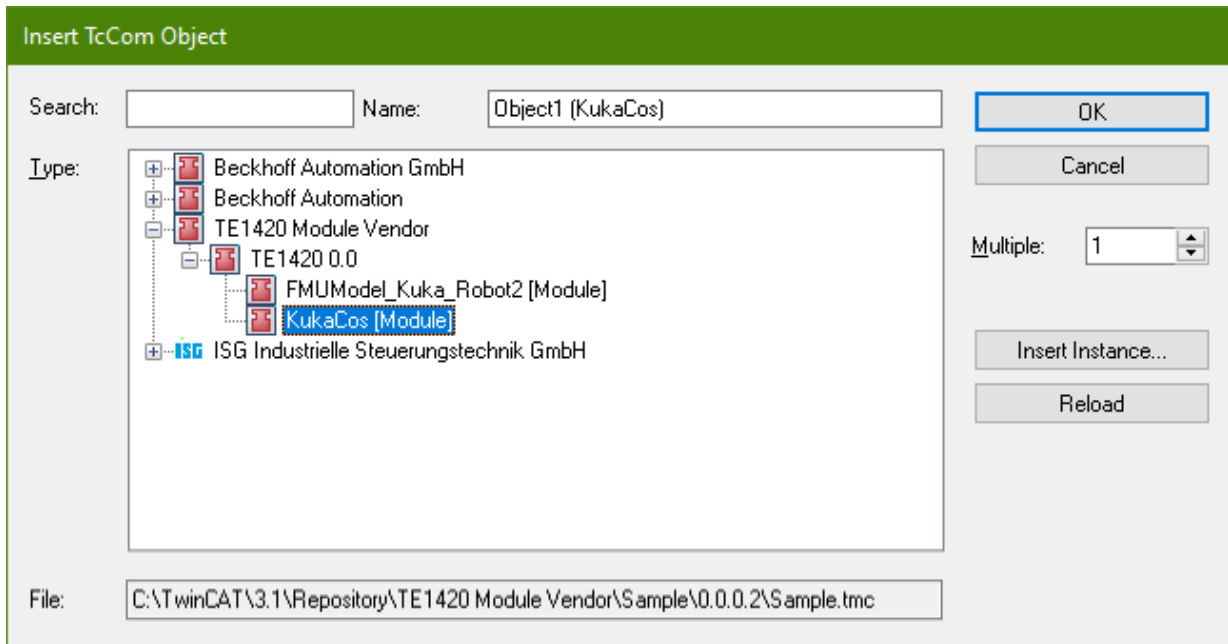 Insert TcCom Object
Search:
Name:
Object1 (KukaCos)
OK
Type:
Beckhoff Automation GmbH
Cancel
Beckhoff Automation
TE1420 Module Vendor
Multiple:
1
TE1420 0.0
FMUModel_Kuka_Robot2 [Module]
KukaCos [Module]
ISG ISG Industrielle Steuerungstechnik GmbH
Insert Instance...
Reload
File:
C:\TwinCAT\3.1\Repository\TE1420 Module Vendor\Sample\0.0.0.2\Sample.tmc